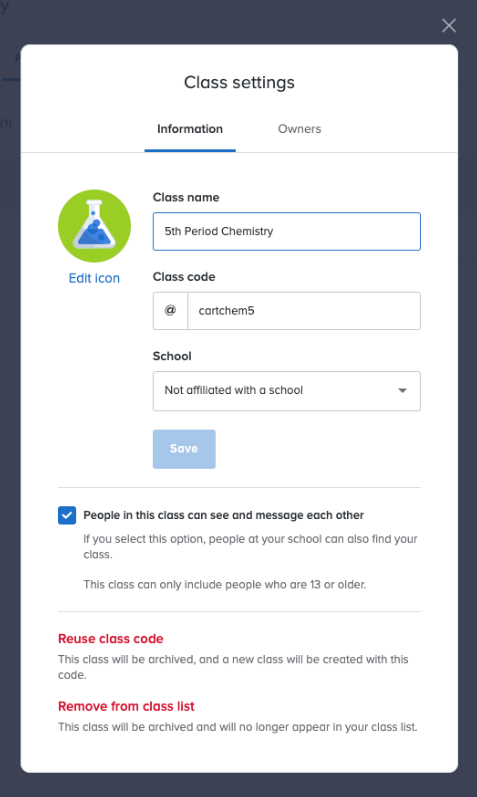 y
Class settings
Information
Owners
Class name
5th Period Chemistry
Edit icon
Class code
@
cartchem5
School
Not affiliated with a school
Save
People in this class can see and message each other
If you select this option, people at your school can also find your
class.
This class can only include people who are 13 or older.
Reuse class code
This class will be archived, and a new class will be created with this
code.
Remove from class list
This class will be archived and will no longer appear in your class list.